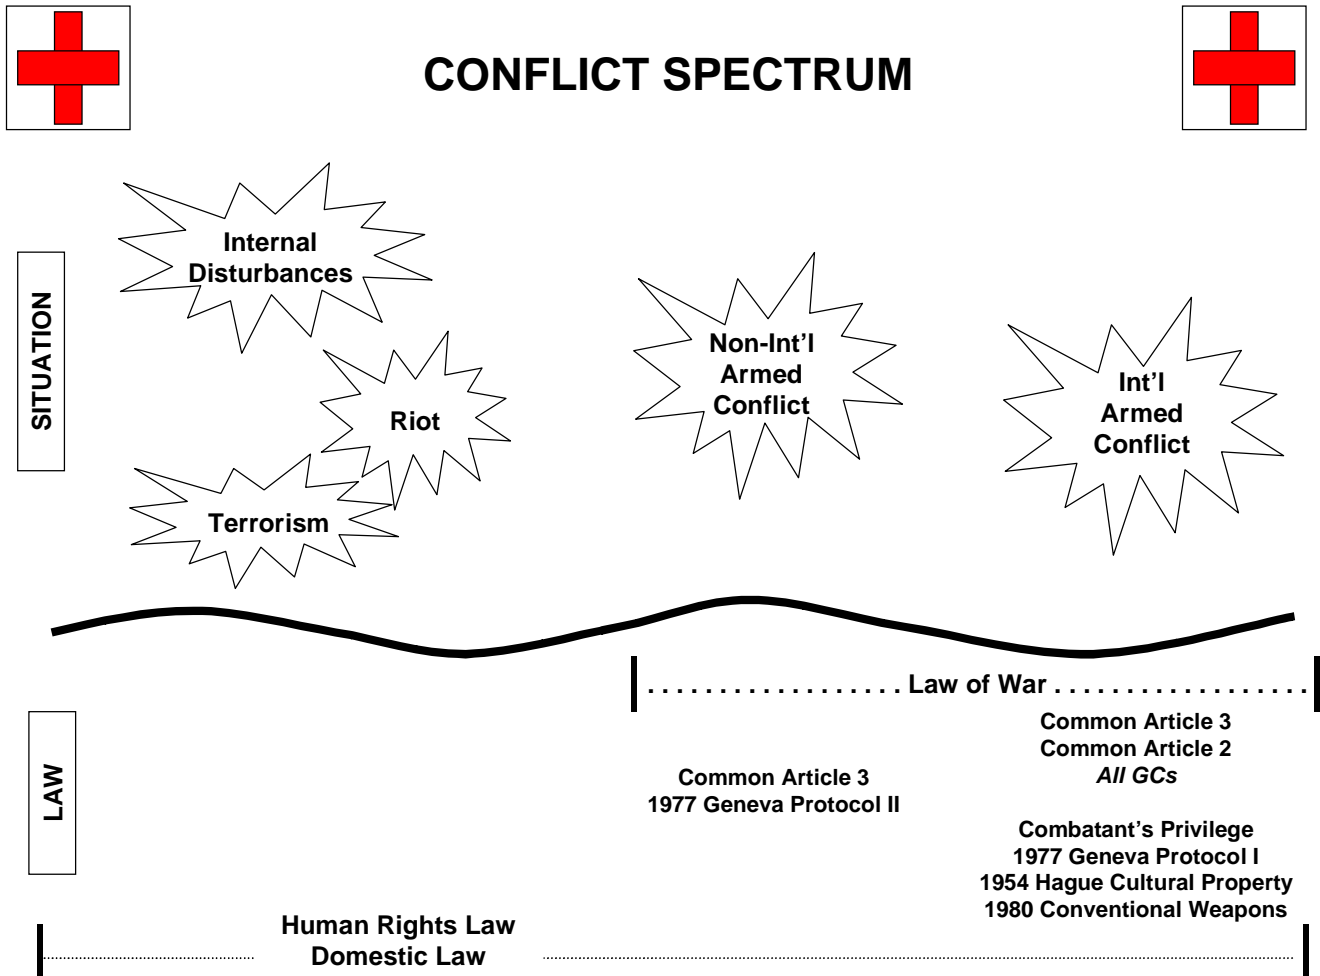 CONFLICT SPECTRUM
SITUATION
Internal
Disturbances
Riot
Terrorism
Non-Int'l
Armed
Conflict
Int'l
Armed
Conflict
LAW
. . . . . . . . . . . . . . . . . . Law of War . . . . . . . . . . . . . . . . . .
Common Article 3
1977 Geneva Protocol II
Common Article 3
Common Article 2
All GCs
Combatant's Privilege
1977 Geneva Protocol I
1954 Hague Cultural Property
1980 Conventional Weapons
Human Rights Law
Domestic Law